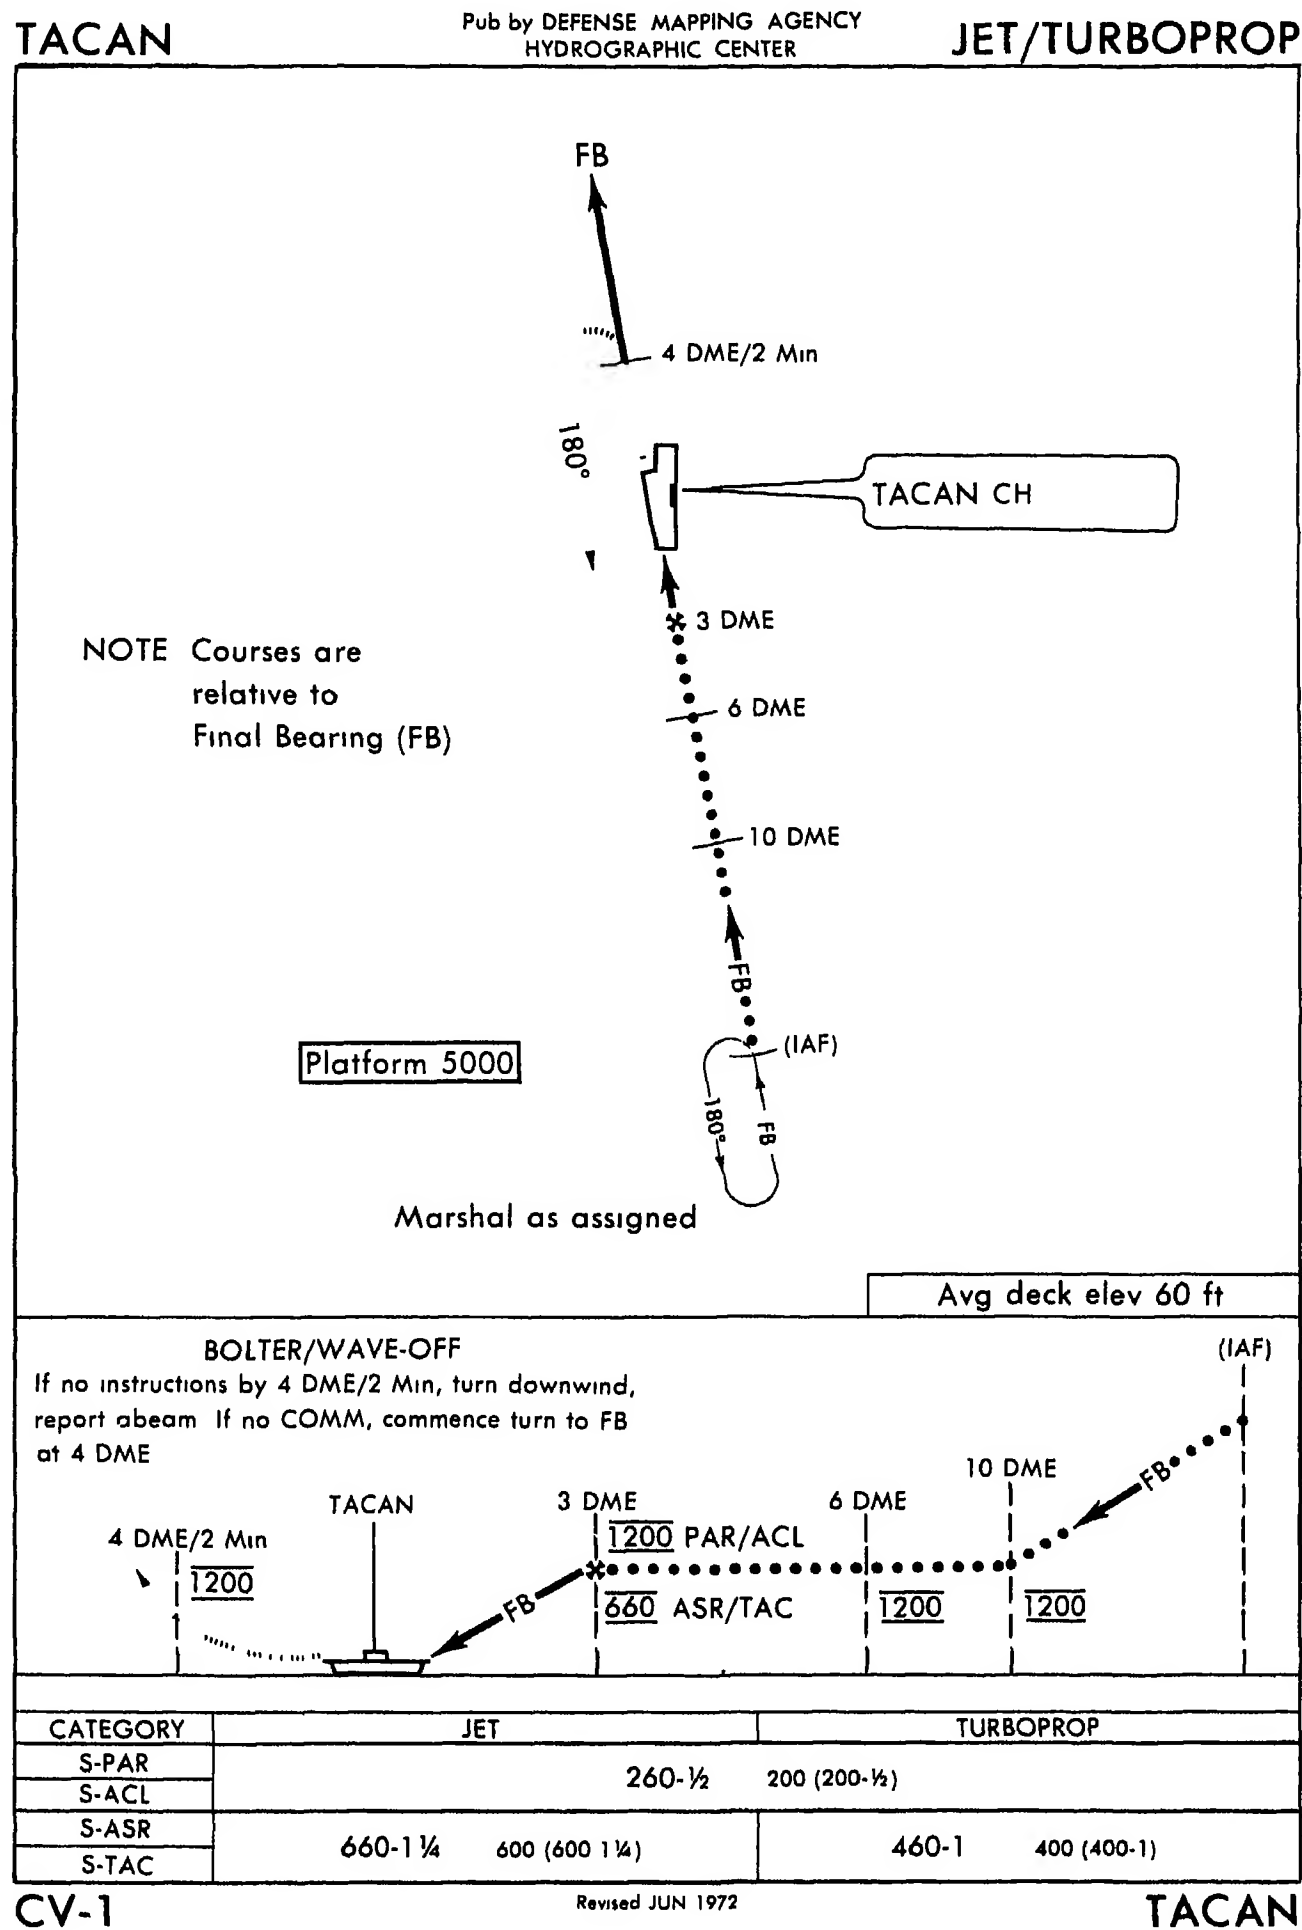 TACAN
Pub by DEFENSE MAPPING AGENCY
HYDROGRAPHIC CENTER
JET/TURBOPROP
FB
4 DME/2 Min
180°
TACAN CH
3 DME
NOTE Courses are
relative to
Final Bearing (FB)
6 DME
10 DME
FB
(IAF)
Platform 5000
180°
FB
Marshal as assigned
Avg deck elev 60 ft
BOLTER/WAVE-OFF
If no instructions by 4 DME/2 Min, turn downwind,
report abeam If no COMM, commence turn to FB
at 4 DME
(IAF)
FB
10 DME
TACAN
3 DME
6 DME
4 DME/2 Min
1200 PAR/ACL
1200
FB
660 ASR/TAC
1200
1200
CATEGORY JET TURBOPROP
S-PAR
S-ACL
260-½ 200 (200-½)
S-ASR
S-TAC
660-1¼ 600 (600 1¼)
460-1 400 (400-1)
CV-1
Revised JUN 1972
TACAN